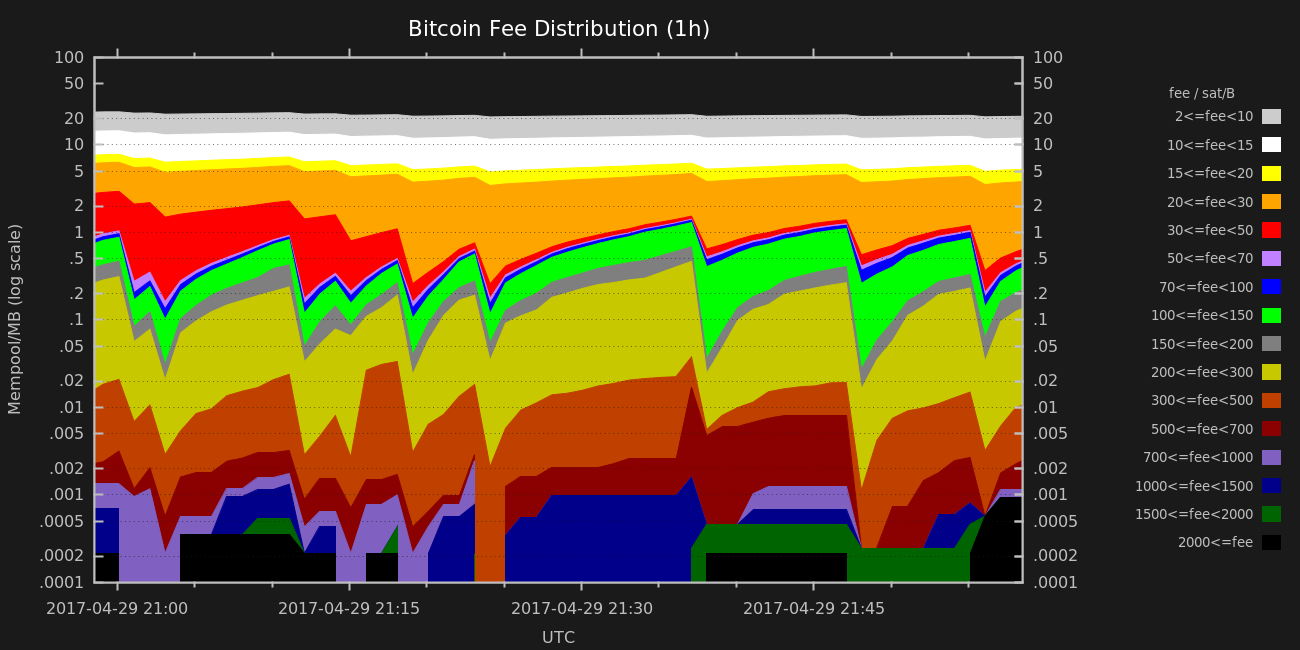 Bitcoin Fee Distribution (1h)
Mempool/MB (log scale)
100
50
20
10
5
2
1
.5
.2
.1
.05
.02
.01
.005
.002
.001
.0005
.0002
.0001
100
50
20
10
5
2
1
.5
.2
.1
.05
.02
.01
.005
.002
.001
.0005
.0002
.0001
2017-04-29 21:00
2017-04-29 21:15
2017-04-29 21:30
2017-04-29 21:45
UTC
fee / sat/B
2<=fee<10
10<=fee<15
15<=fee<20
20<=fee<30
30<=fee<50
50<=fee<70
70<=fee<100
100<=fee<150
150<=fee<200
200<=fee<300
300<=fee<500
500<=fee<700
700<=fee<1000
1000<=fee<1500
1500<=fee<2000
2000<=fee